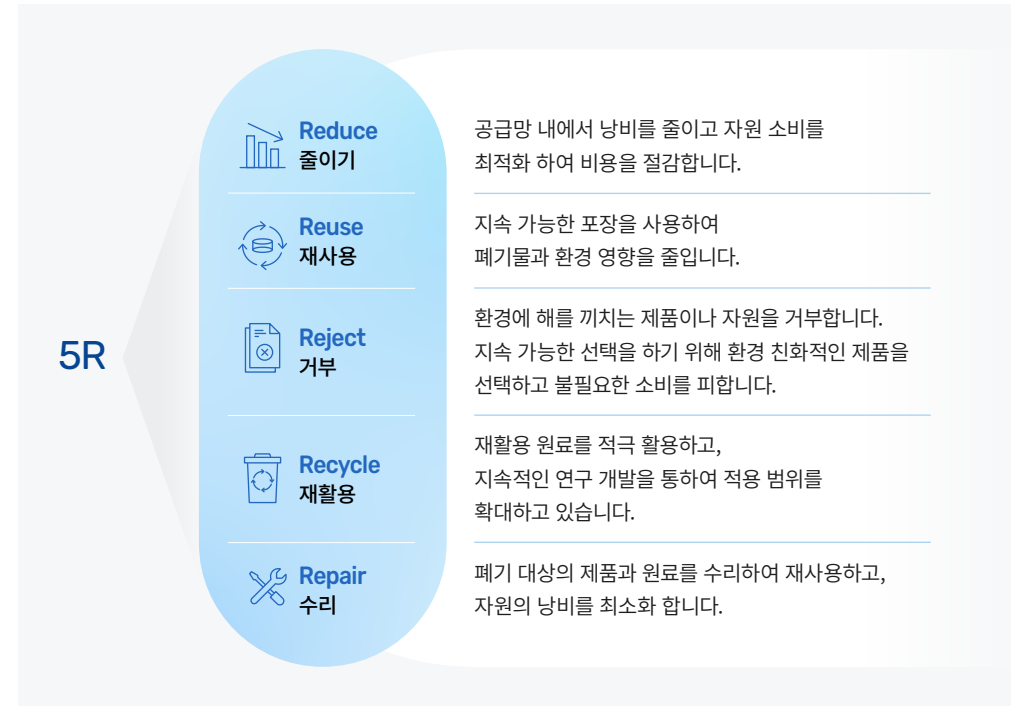 5R
Reduce
줄이기
공급망 내에서 낭비를 줄이고 자원 소비를
최적화 하여 비용을 절감합니다.
Reuse
재사용
지속 가능한 포장을 사용하여
폐기물과 환경 영향을 줄입니다.
Reject
거부
환경에 해를 끼치는 제품이나 자원을 거부합니다.
지속 가능한 선택을 하기 위해 환경 친화적인 제품을
선택하고 불필요한 소비를 피합니다.
Recycle
재활용
재활용 원료를 적극 활용하고,
지속적인 연구 개발을 통하여 적용 범위를
확대하고 있습니다.
Repair
수리
폐기 대상의 제품과 원료를 수리하여 재사용하고,
자원의 낭비를 최소화 합니다.